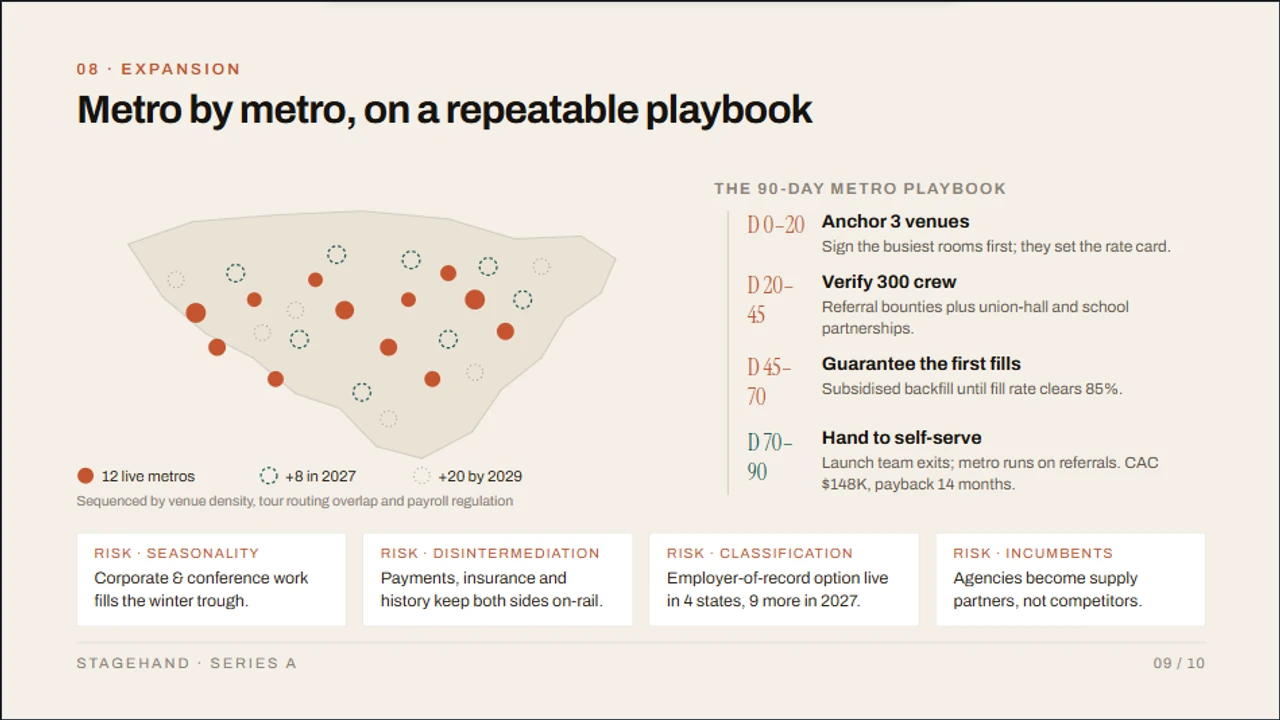 08 · EXPANSION
Metro by metro, on a repeatable playbook
12 live metros
+8 in 2027
+20 by 2029
Sequenced by venue density, tour routing overlap and payroll regulation
THE 90-DAY METRO PLAYBOOK
D 0–20
Anchor 3 venues
Sign the busiest rooms first; they set the rate card.
D 20–
45
Verify 300 crew
Referral bounties plus union-hall and school
partnerships.
D 45–
70
Guarantee the first fills
Subsidised backfill until fill rate clears 85%.
D 70–
90
Hand to self-serve
Launch team exits; metro runs on referrals. CAC
$148K, payback 14 months.
RISK · SEASONALITY
Corporate & conference work
fills the winter trough.
RISK · DISINTERMEDIATION
Payments, insurance and
history keep both sides on-rail.
RISK · CLASSIFICATION
Employer-of-record option live
in 4 states, 9 more in 2027.
RISK · INCUMBENTS
Agencies become supply
partners, not competitors.
STAGEHAND · SERIES A
09 / 10